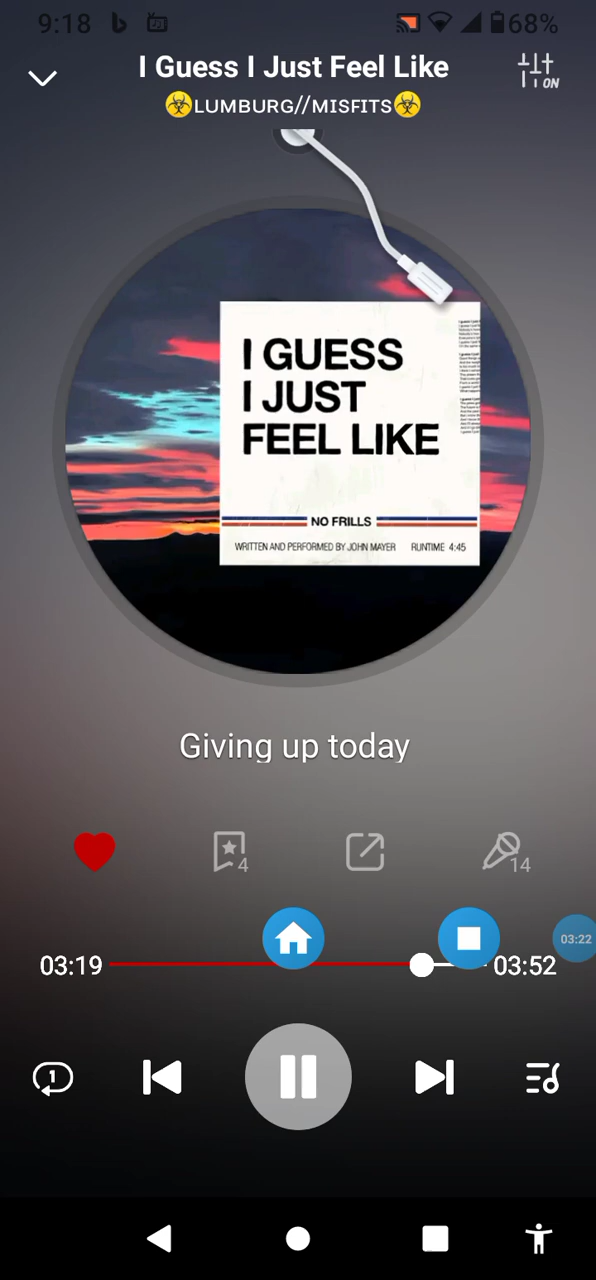 9:18
68%
I Guess I Just Feel Like
ON
☣️LUMBURG//MISFITS☣️
I GUESS
I JUST
FEEL LIKE
NO FRILLS
WRITTEN AND PERFORMED BY JOHN MAYER RUNTIME 4:45
Giving up today
4
14
03:22
03:19
03:52
1